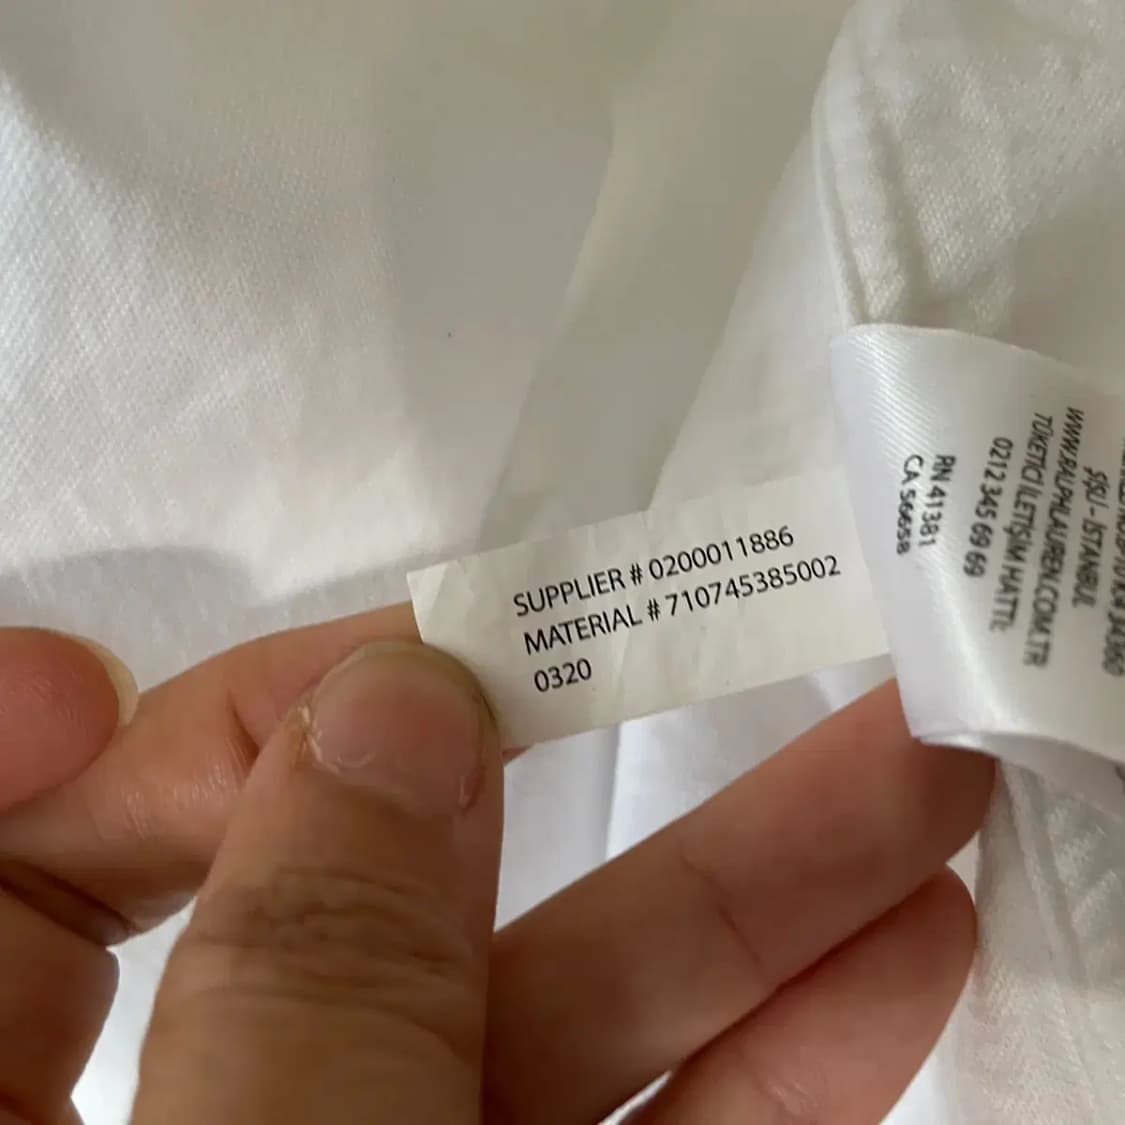 SUPPLIER # 0200011886
MATERIAL # 710745385002
0320
ŞİŞLİ - İSTANBUL
WWW.RALPHLAUREN.COM.TR
TÜKETİCİ İLETİŞİM HATTI:
0212 345 69 69
RN 41381
CA 56658